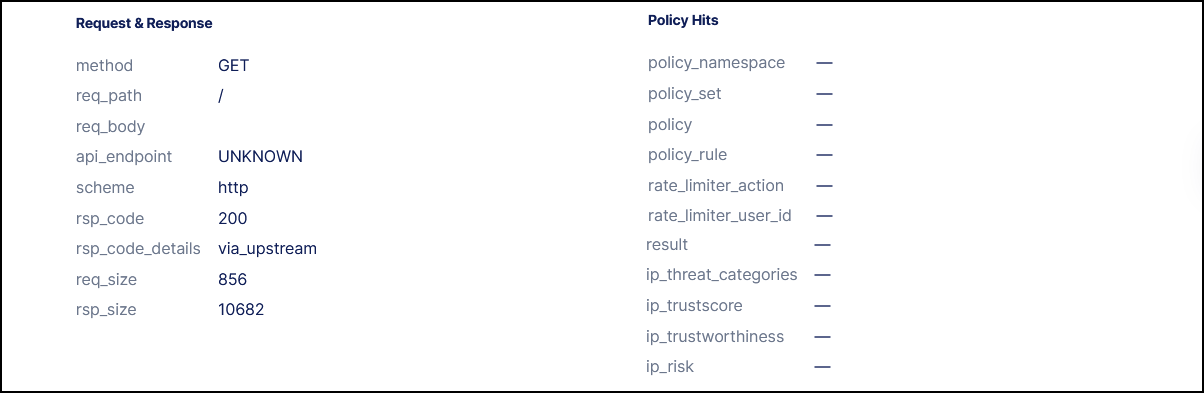 Request & Response
method GET
req_path /
req_body
api_endpoint UNKNOWN
scheme http
rsp_code 200
rsp_code_details via_upstream
req_size 856
rsp_size 10682
Policy Hits
policy_namespace —
policy_set —
policy —
policy_rule —
rate_limiter_action —
rate_limiter_user_id —
result —
ip_threat_categories —
ip_trustscore —
ip_trustworthiness —
ip_risk —